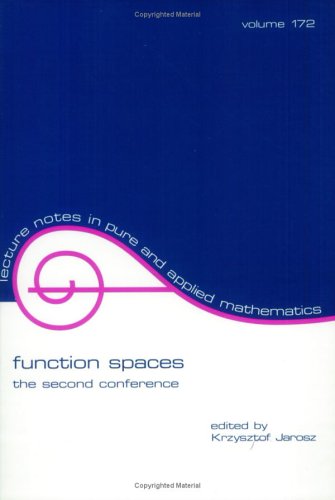 Copyrighted Material
volume 172
lecture notes in pure and applied mathematics
function spaces
the second conference
edited by
Krzysztof Jarosz
Copyrighted Material